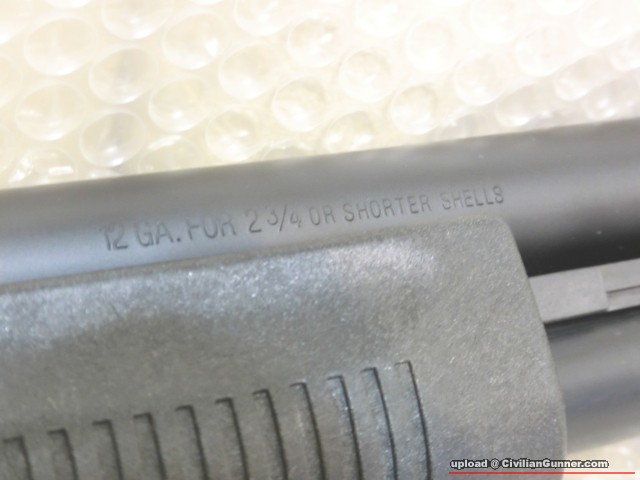 12 GA. FOR 2 3/4 OR SHORTER SHELLS
upload @ CivilianGunner.com